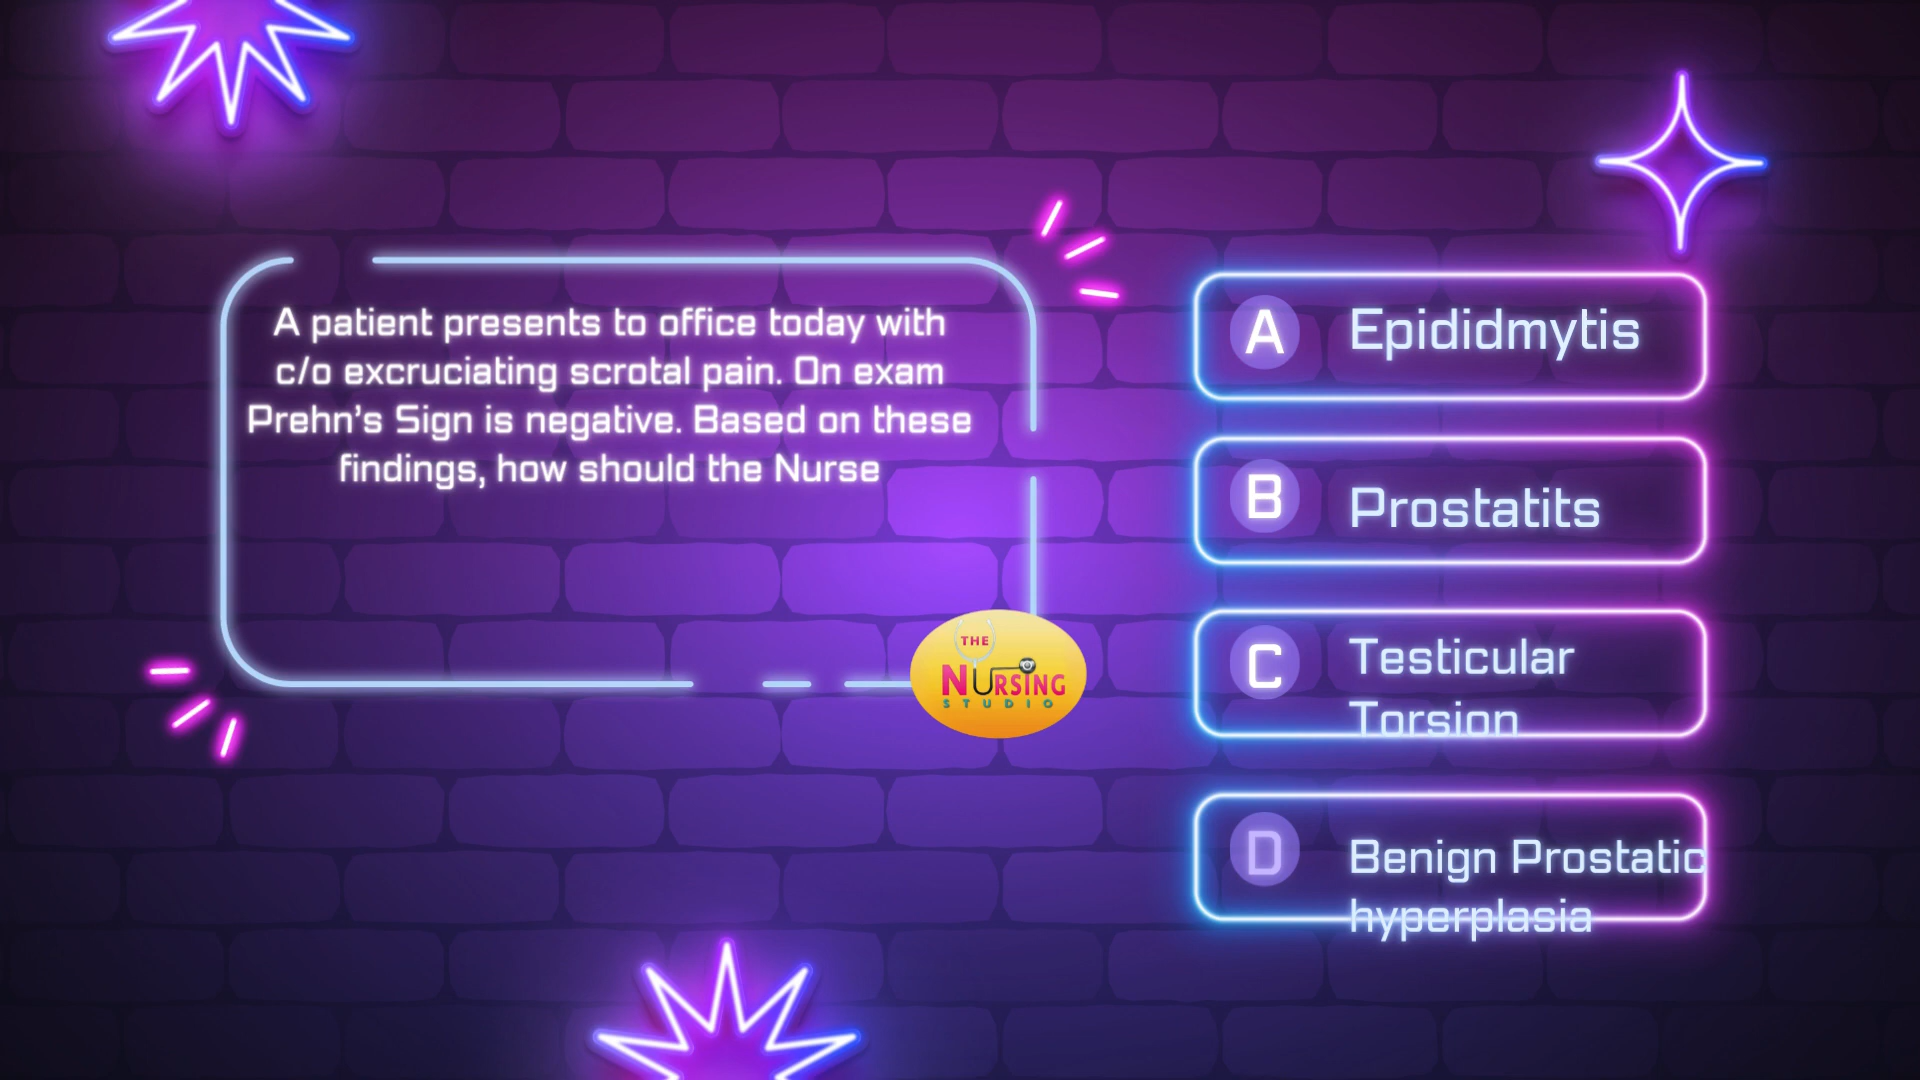 A patient presents to office today with
c/o excruciating scrotal pain. On exam
Prehn's Sign is negative. Based on these
findings, how should the Nurse
THE
NURSING
STUDIO
A Epididmytis
B Prostatits
C Testicular
Torsion
D Benign Prostatic
hyperplasia